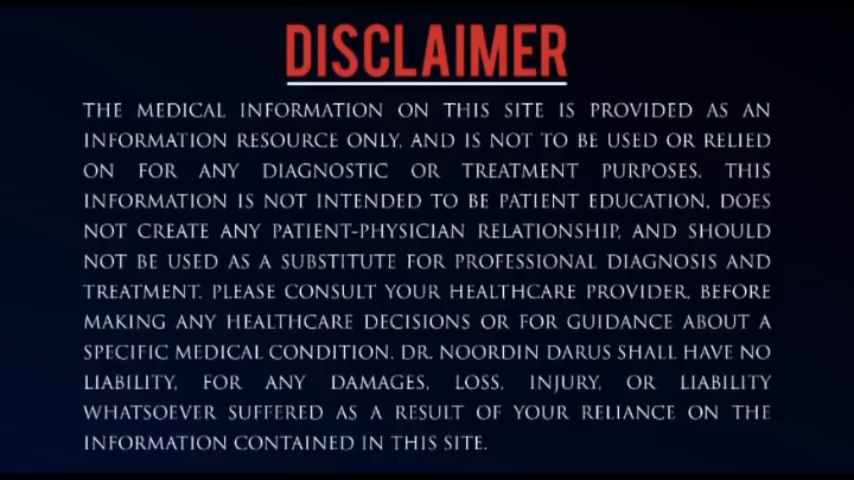 DISCLAIMER
THE MEDICAL INFORMATION ON THIS SITE IS PROVIDED AS AN
INFORMATION RESOURCE ONLY, AND IS NOT TO BE USED OR RELIED
ON FOR ANY DIAGNOSTIC OR TREATMENT PURPOSES. THIS
INFORMATION IS NOT INTENDED TO BE PATIENT EDUCATION, DOES
NOT CREATE ANY PATIENT-PHYSICIAN RELATIONSHIP, AND SHOULD
NOT BE USED AS A SUBSTITUTE FOR PROFESSIONAL DIAGNOSIS AND
TREATMENT. PLEASE CONSULT YOUR HEALTHCARE PROVIDER, BEFORE
MAKING ANY HEALTHCARE DECISIONS OR FOR GUIDANCE ABOUT A
SPECIFIC MEDICAL CONDITION. DR. NOORDIN DARUS SHALL HAVE NO
LIABILITY, FOR ANY DAMAGES, LOSS, INJURY, OR LIABILITY
WHATSOEVER SUFFERED AS A RESULT OF YOUR RELIANCE ON THE
INFORMATION CONTAINED IN THIS SITE.